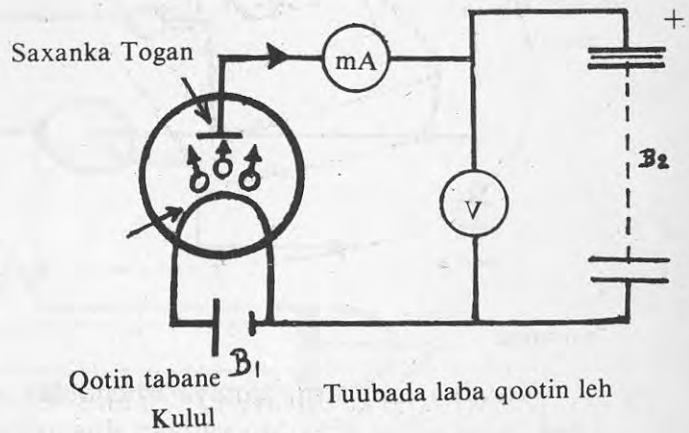 +
Saxanka Togan
mA
B2
V
B1
Qotin tabane
Kulul
Tuubada laba qootin leh